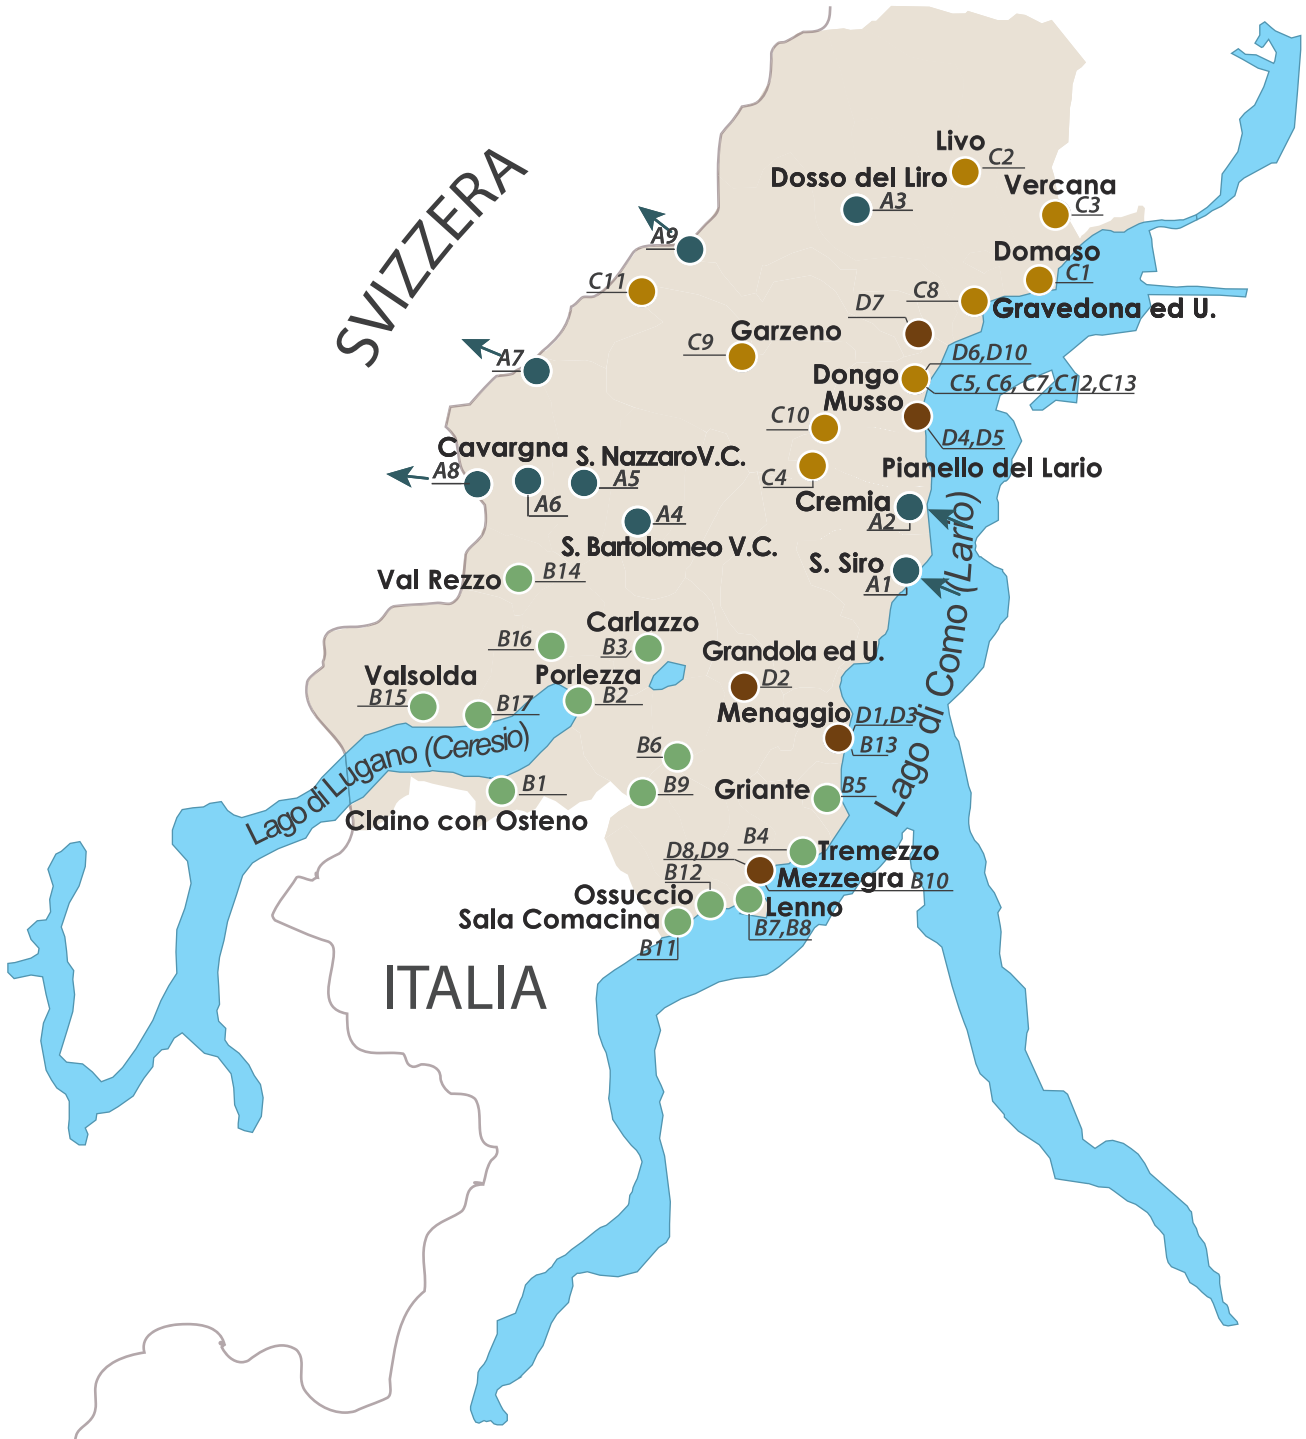 Livo
C2
Dosso del Liro
A3
Vercana
C3
SVIZZERA
A9
Domaso
C1
C11
C8
Gravedona ed U.
D7
Garzeno
C9
D6,D10
A7
Dongo
C5, C6, C7,C12,C13
Musso
C10
D4,D5
Cavargna
S. Nazzaro V.C.
A8
A5
Pianello del Lario
C4
A6
Cremia
A2
A4
S. Bartolomeo V.C.
S. Siro
A1
Val Rezzo
B14
Lago di Como (Lario)
Carlazzo
B16
B3
Grandola ed U.
D2
Valsolda
Porlezza
B15
B17
B2
Menaggio
D1,D3
B13
Lago di Lugano (Ceresio)
B6
B1
B9
Griante
B5
Claino con Osteno
B4
Tremezzo
D8,D9
B12
Mezzegra
B10
Ossuccio
Lenno
Sala Comacina
B7,B8
B11
ITALIA